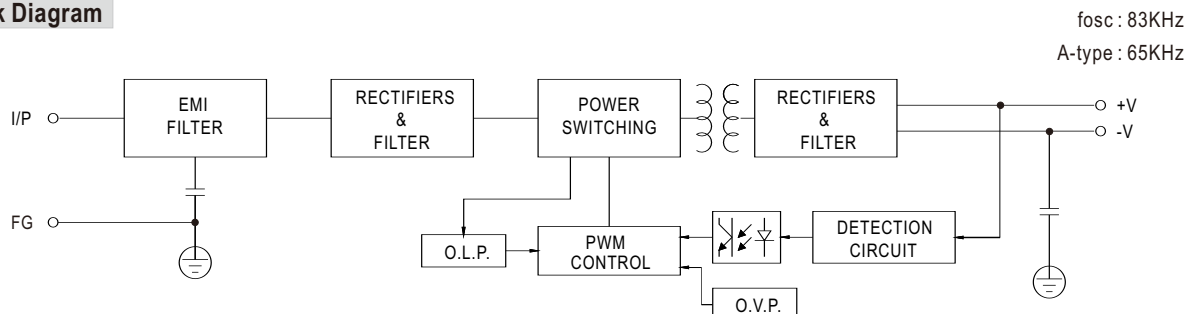 Diagram
fosc : 83KHz
A-type : 65KHz
I/P
EMI
FILTER
RECTIFIERS
&
FILTER
POWER
SWITCHING
RECTIFIERS
&
FILTER
+V
-V
FG
O.L.P.
PWM
CONTROL
DETECTION
CIRCUIT
O.V.P.